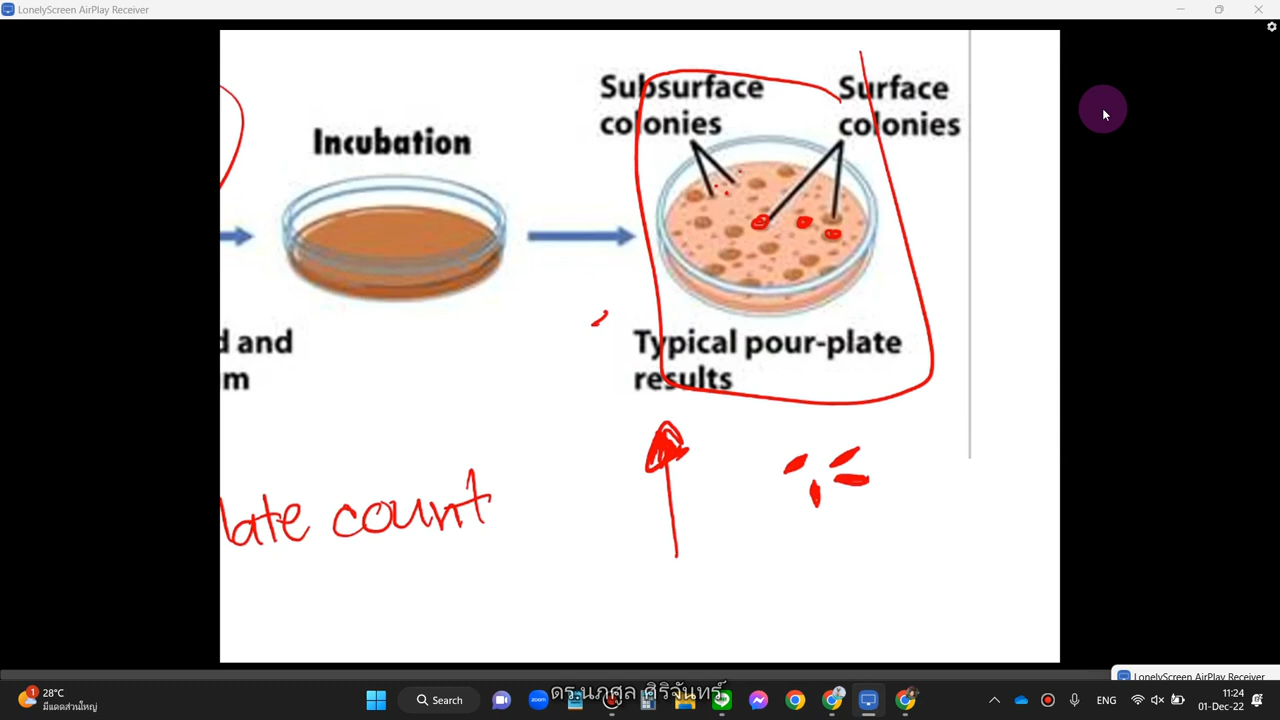 LonelyScreen AirPlay Receiver
Subsurface
colonies
Surface
colonies
Incubation
d and
m
Typical pour-plate
results
late count
LonelyScreen AirPlay Receiver
1
28°C
มีแดดส่วนใหญ่
Search
zoom
ดร.นภศูล ศิริจันทร์
ENG
11:24
01-Dec-22